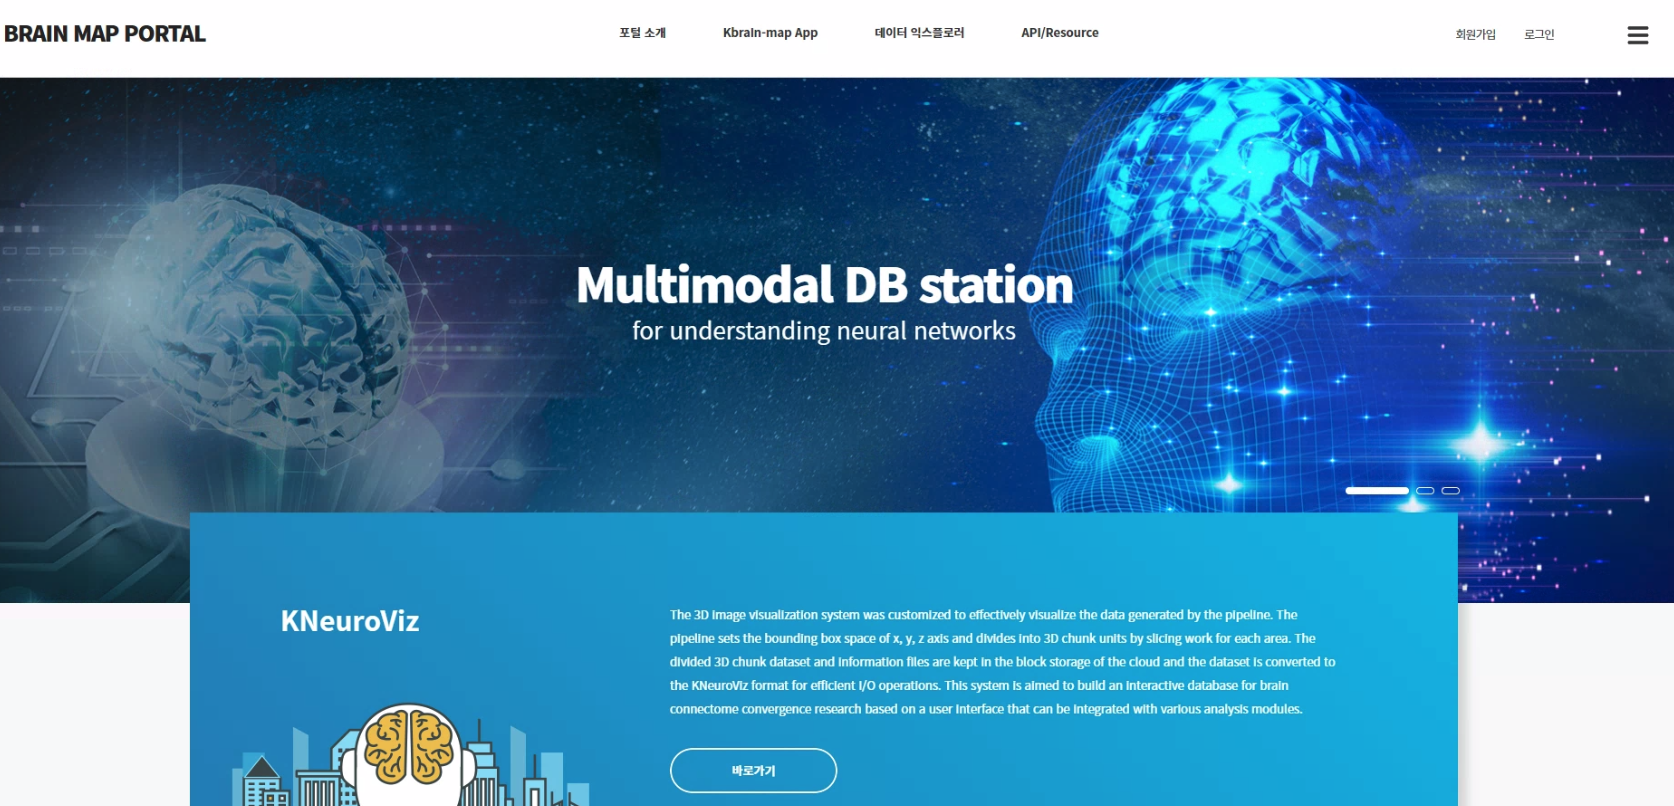 BRAIN MAP PORTAL
포털 소개 Kbrain-map App 데이터 익스플로러 API/Resource
회원가입 로그인
Multimodal DB station
for understanding neural networks
KNeuroViz
The 3D image visualization system was customized to effectively visualize the data generated by the pipeline. The
pipeline sets the bounding box space of x, y, z axis and divides into 3D chunk units by slicing work for each area. The
divided 3D chunk dataset and information files are kept in the block storage of the cloud and the dataset is converted to
the KNeuroViz format for efficient I/O operations. This system is aimed to build an interactive database for brain
connectome convergence research based on a user interface that can be integrated with various analysis modules.
바로가기